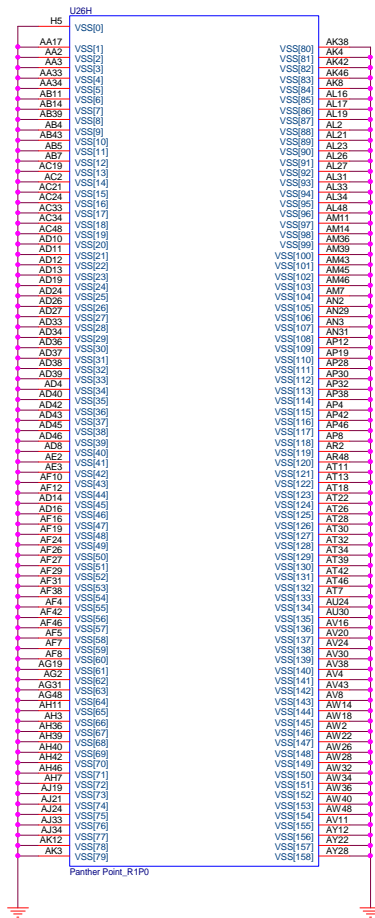 U26H
H5 VSS[0]
AA17 VSS[1] VSS[80] AK38
AA2 VSS[2] VSS[81] AK4
AA3 VSS[3] VSS[82] AK42
AA33 VSS[4] VSS[83] AK46
AA34 VSS[5] VSS[84] AK8
AB11 VSS[6] VSS[85] AL16
AB14 VSS[7] VSS[86] AL17
AB39 VSS[8] VSS[87] AL19
AB4 VSS[9] VSS[88] AL2
AB43 VSS[10] VSS[89] AL21
AB5 VSS[11] VSS[90] AL23
AB7 VSS[12] VSS[91] AL26
AC19 VSS[13] VSS[92] AL27
AC2 VSS[14] VSS[93] AL31
AC21 VSS[15] VSS[94] AL33
AC24 VSS[16] VSS[95] AL34
AC33 VSS[17] VSS[96] AL48
AC34 VSS[18] VSS[97] AM11
AC48 VSS[19] VSS[98] AM14
AD10 VSS[20] VSS[99] AM36
AD11 VSS[21] VSS[100] AM39
AD12 VSS[22] VSS[101] AM43
AD13 VSS[23] VSS[102] AM45
AD19 VSS[24] VSS[103] AM46
AD24 VSS[25] VSS[104] AM7
AD26 VSS[26] VSS[105] AN2
AD27 VSS[27] VSS[106] AN29
AD33 VSS[28] VSS[107] AN3
AD34 VSS[29] VSS[108] AN31
AD36 VSS[30] VSS[109] AP12
AD37 VSS[31] VSS[110] AP19
AD38 VSS[32] VSS[111] AP28
AD39 VSS[33] VSS[112] AP30
AD4 VSS[34] VSS[113] AP32
AD40 VSS[35] VSS[114] AP38
AD42 VSS[36] VSS[115] AP4
AD43 VSS[37] VSS[116] AP42
AD45 VSS[38] VSS[117] AP46
AD46 VSS[39] VSS[118] AP8
AD8 VSS[40] VSS[119] AR2
AE2 VSS[41] VSS[120] AR48
AE3 VSS[42] VSS[121] AT11
AF10 VSS[43] VSS[122] AT13
AF12 VSS[44] VSS[123] AT18
AD14 VSS[45] VSS[124] AT22
AD16 VSS[46] VSS[125] AT26
AF16 VSS[47] VSS[126] AT28
AF19 VSS[48] VSS[127] AT30
AF24 VSS[49] VSS[128] AT32
AF26 VSS[50] VSS[129] AT34
AF27 VSS[51] VSS[130] AT39
AF29 VSS[52] VSS[131] AT42
AF31 VSS[53] VSS[132] AT46
AF38 VSS[54] VSS[133] AT7
AF4 VSS[55] VSS[134] AU24
AF42 VSS[56] VSS[135] AU30
AF46 VSS[57] VSS[136] AV16
AF5 VSS[58] VSS[137] AV20
AF7 VSS[59] VSS[138] AV24
AF8 VSS[60] VSS[139] AV30
AG19 VSS[61] VSS[140] AV38
AG2 VSS[62] VSS[141] AV4
AG31 VSS[63] VSS[142] AV43
AG48 VSS[64] VSS[143] AV8
AH11 VSS[65] VSS[144] AW14
AH3 VSS[66] VSS[145] AW18
AH36 VSS[67] VSS[146] AW2
AH39 VSS[68] VSS[147] AW22
AH40 VSS[69] VSS[148] AW26
AH42 VSS[70] VSS[149] AW28
AH46 VSS[71] VSS[150] AW32
AH7 VSS[72] VSS[151] AW34
AJ19 VSS[73] VSS[152] AW36
AJ21 VSS[74] VSS[153] AW40
AJ24 VSS[75] VSS[154] AW48
AJ33 VSS[76] VSS[155] AV11
AJ34 VSS[77] VSS[156] AY12
AK12 VSS[78] VSS[157] AY22
AK3 VSS[79] VSS[158] AY28
Panther Point_R1P0